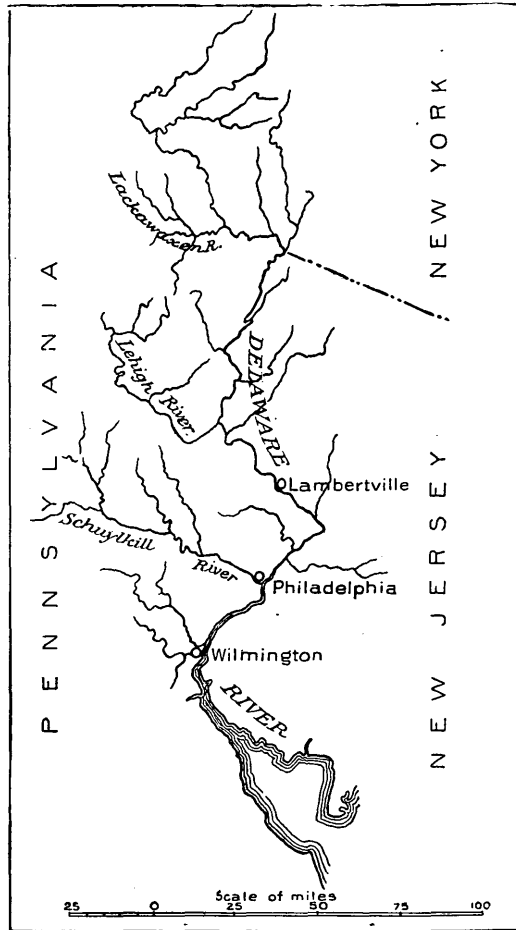 NEW YORK
Lackawaxen R.
PENNSYLVANIA
Lehigh
River.
DELAWARE
Lambertville
Schuylkill
River
Philadelphia
NEW JERSEY
Wilmington
RIVER
Scale of miles
25 0 25 50 75 100